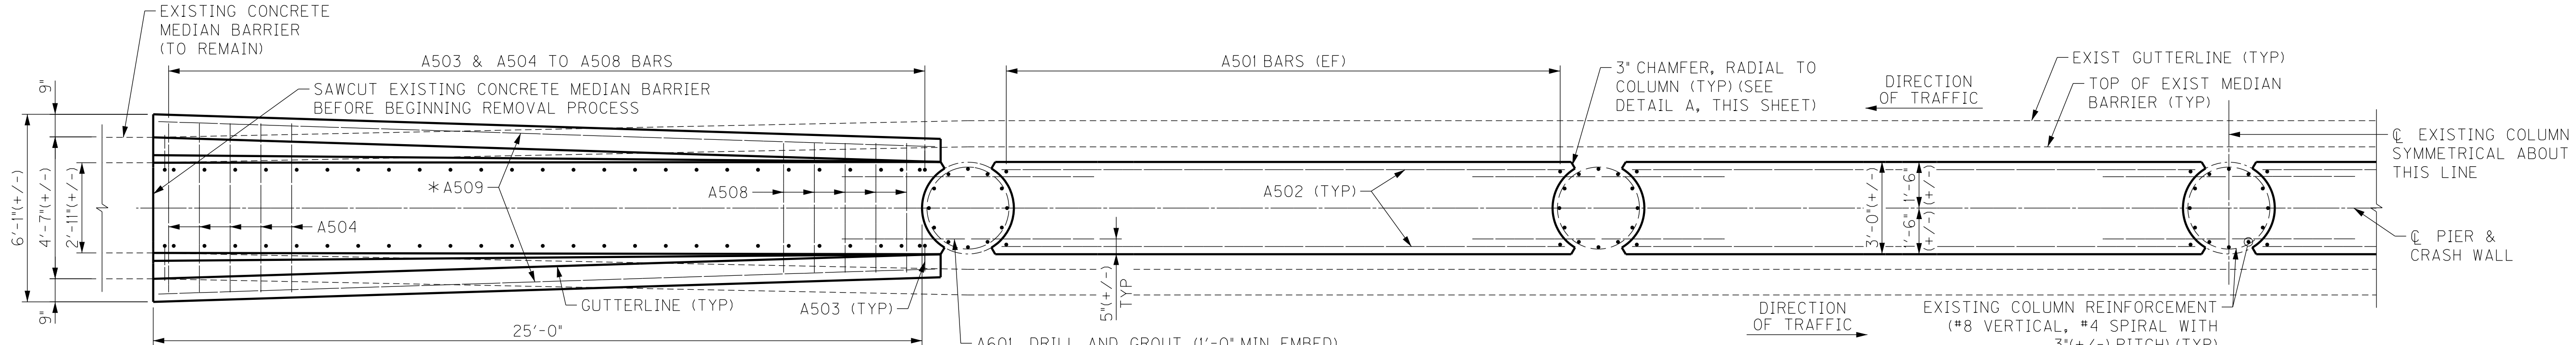 EXISTING CONCRETE
MEDIAN BARRIER
(TO REMAIN)
A503 & A504 TO A508 BARS
SAWCUT EXISTING CONCRETE MEDIAN BARRIER
BEFORE BEGINNING REMOVAL PROCESS
A501 BARS (EF)
3" CHAMFER, RADIAL TO
COLUMN (TYP)(SEE
DETAIL A, THIS SHEET)
DIRECTION
OF TRAFFIC
EXIST GUTTERLINE (TYP)
TOP OF EXIST MEDIAN
BARRIER (TYP)
℄ EXISTING COLUMN
SYMMETRICAL ABOUT
THIS LINE
9"
6'-1"(+/-)
4'-7"(+/-)
2'-11"(+/-)
9"
*A509
A508
A504
A502 (TYP)
3'-0"(+/-)
1'-6"
(+/-)
1'-6"
(+/-)
℄ PIER &
CRASH WALL
GUTTERLINE (TYP)
A503 (TYP)
5"(+/-)
TYP
25'-0"
A601, DRILL AND GROUT (1'-0" MIN EMBED)
DIRECTION
OF TRAFFIC
EXISTING COLUMN REINFORCEMENT
(#8 VERTICAL, #4 SPIRAL WITH
3"(+/-) PITCH) (TYP)